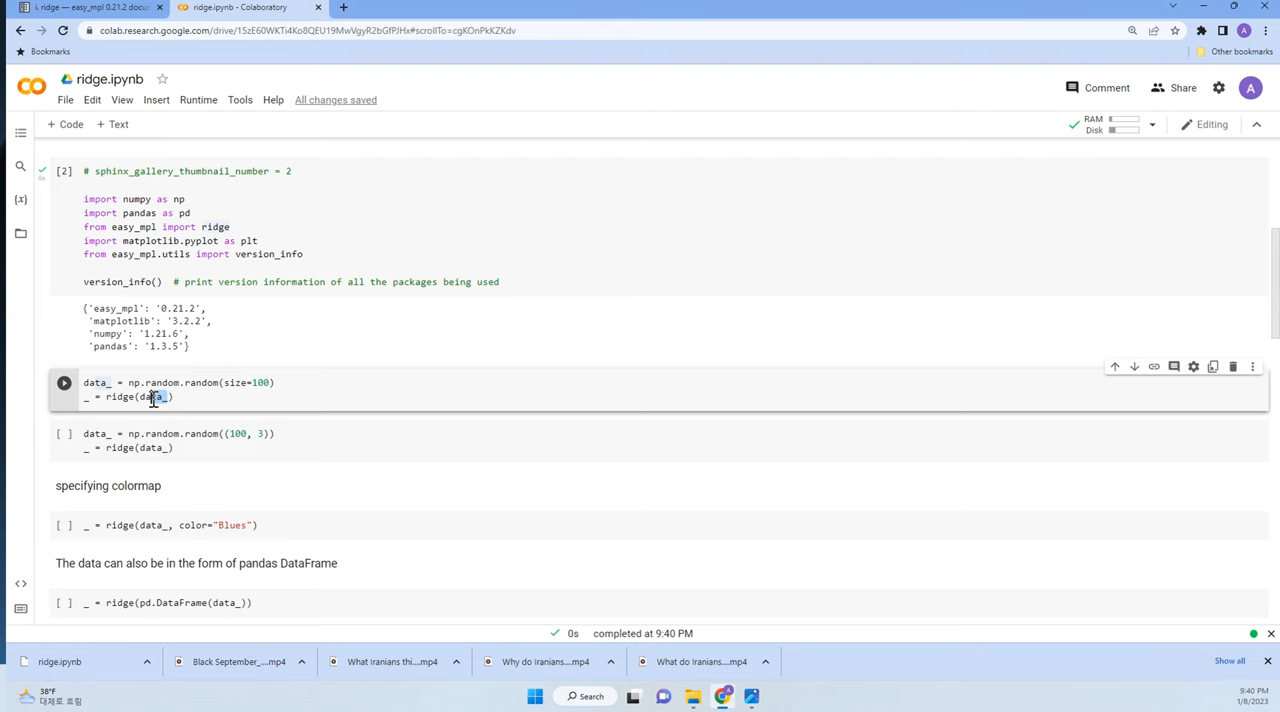 i. ridge — easy_mpl 0.21.2 docum
ridge.ipynb - Colaboratory
colab.research.google.com/drive/15zE60WKTi4Ko8QEU19MwVgyR2bGfPJHx#scrollTo=cgKOnPkKZKdv
A
Bookmarks
Other bookmarks
ridge.ipynb
Comment
Share
A
File Edit View Insert Runtime Tools Help All changes saved
+ Code + Text
RAM
Disk
Editing
[2] # sphinx_gallery_thumbnail_number = 2
import numpy as np
import pandas as pd
from easy_mpl import ridge
import matplotlib.pyplot as plt
from easy_mpl.utils import version_info
version_info()  # print version information of all the packages being used
{'easy_mpl': '0.21.2',
'matplotlib': '3.2.2',
'numpy': '1.21.6',
'pandas': '1.3.5'}
data_ = np.random.random(size=100)
_ = ridge(data_)
[ ] data_ = np.random.random((100, 3))
_ = ridge(data_)
specifying colormap
[ ] _ = ridge(data_, color="Blues")
The data can also be in the form of pandas DataFrame
[ ] _ = ridge(pd.DataFrame(data_))
0s completed at 9:40 PM
ridge.ipynb
Black September_....mp4
What Iranians thi....mp4
Why do Iranians....mp4
What do Iranians....mp4
Show all
38°F
대체로 흐림
Search
9:40 PM
1/8/2023